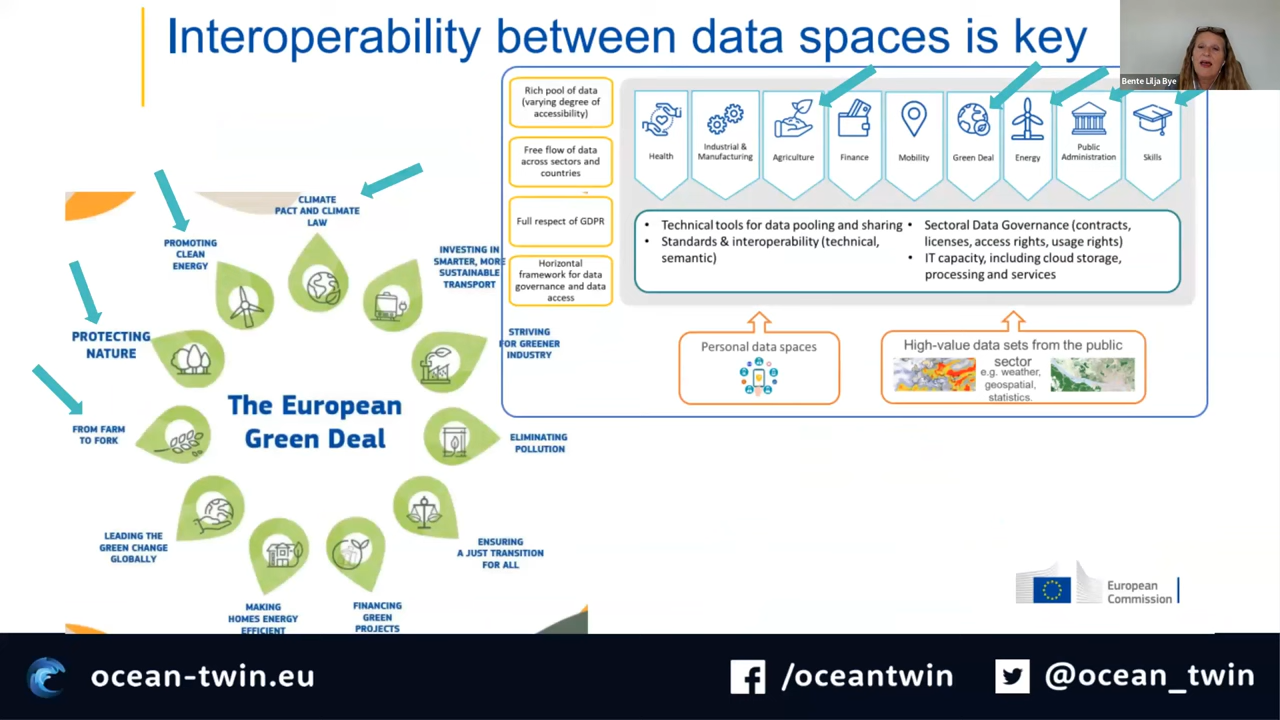 Interoperability between data spaces is key
Bente Lilja Bye
Rich pool of data
(varying degree of
accessibility)
Free flow of data
across sectors and
countries
Full respect of GDPR
Horizontal
framework for data
governance and data
access
Health
Industrial &
Manufacturing
Agriculture
Finance
Mobility
Green Deal
Energy
Public
Administration
Skills
• Technical tools for data pooling and sharing
• Standards & interoperability (technical,
semantic)
• Sectoral Data Governance (contracts,
licenses, access rights, usage rights)
• IT capacity, including cloud storage,
processing and services
Personal data spaces
High-value data sets from the public
sector
e.g. weather,
geospatial,
statistics.
CLIMATE
PACT AND CLIMATE
LAW
PROMOTING
CLEAN
ENERGY
INVESTING IN
SMARTER, MORE
SUSTAINABLE
TRANSPORT
PROTECTING
NATURE
STRIVING
FOR GREENER
INDUSTRY
The European
Green Deal
FROM FARM
TO FORK
ELIMINATING
POLLUTION
LEADING THE
GREEN CHANGE
GLOBALLY
ENSURING
A JUST TRANSITION
FOR ALL
MAKING
HOMES ENERGY
EFFICIENT
FINANCING
GREEN
PROJECTS
European
Commission
ocean-twin.eu
/oceantwin
@ocean_twin